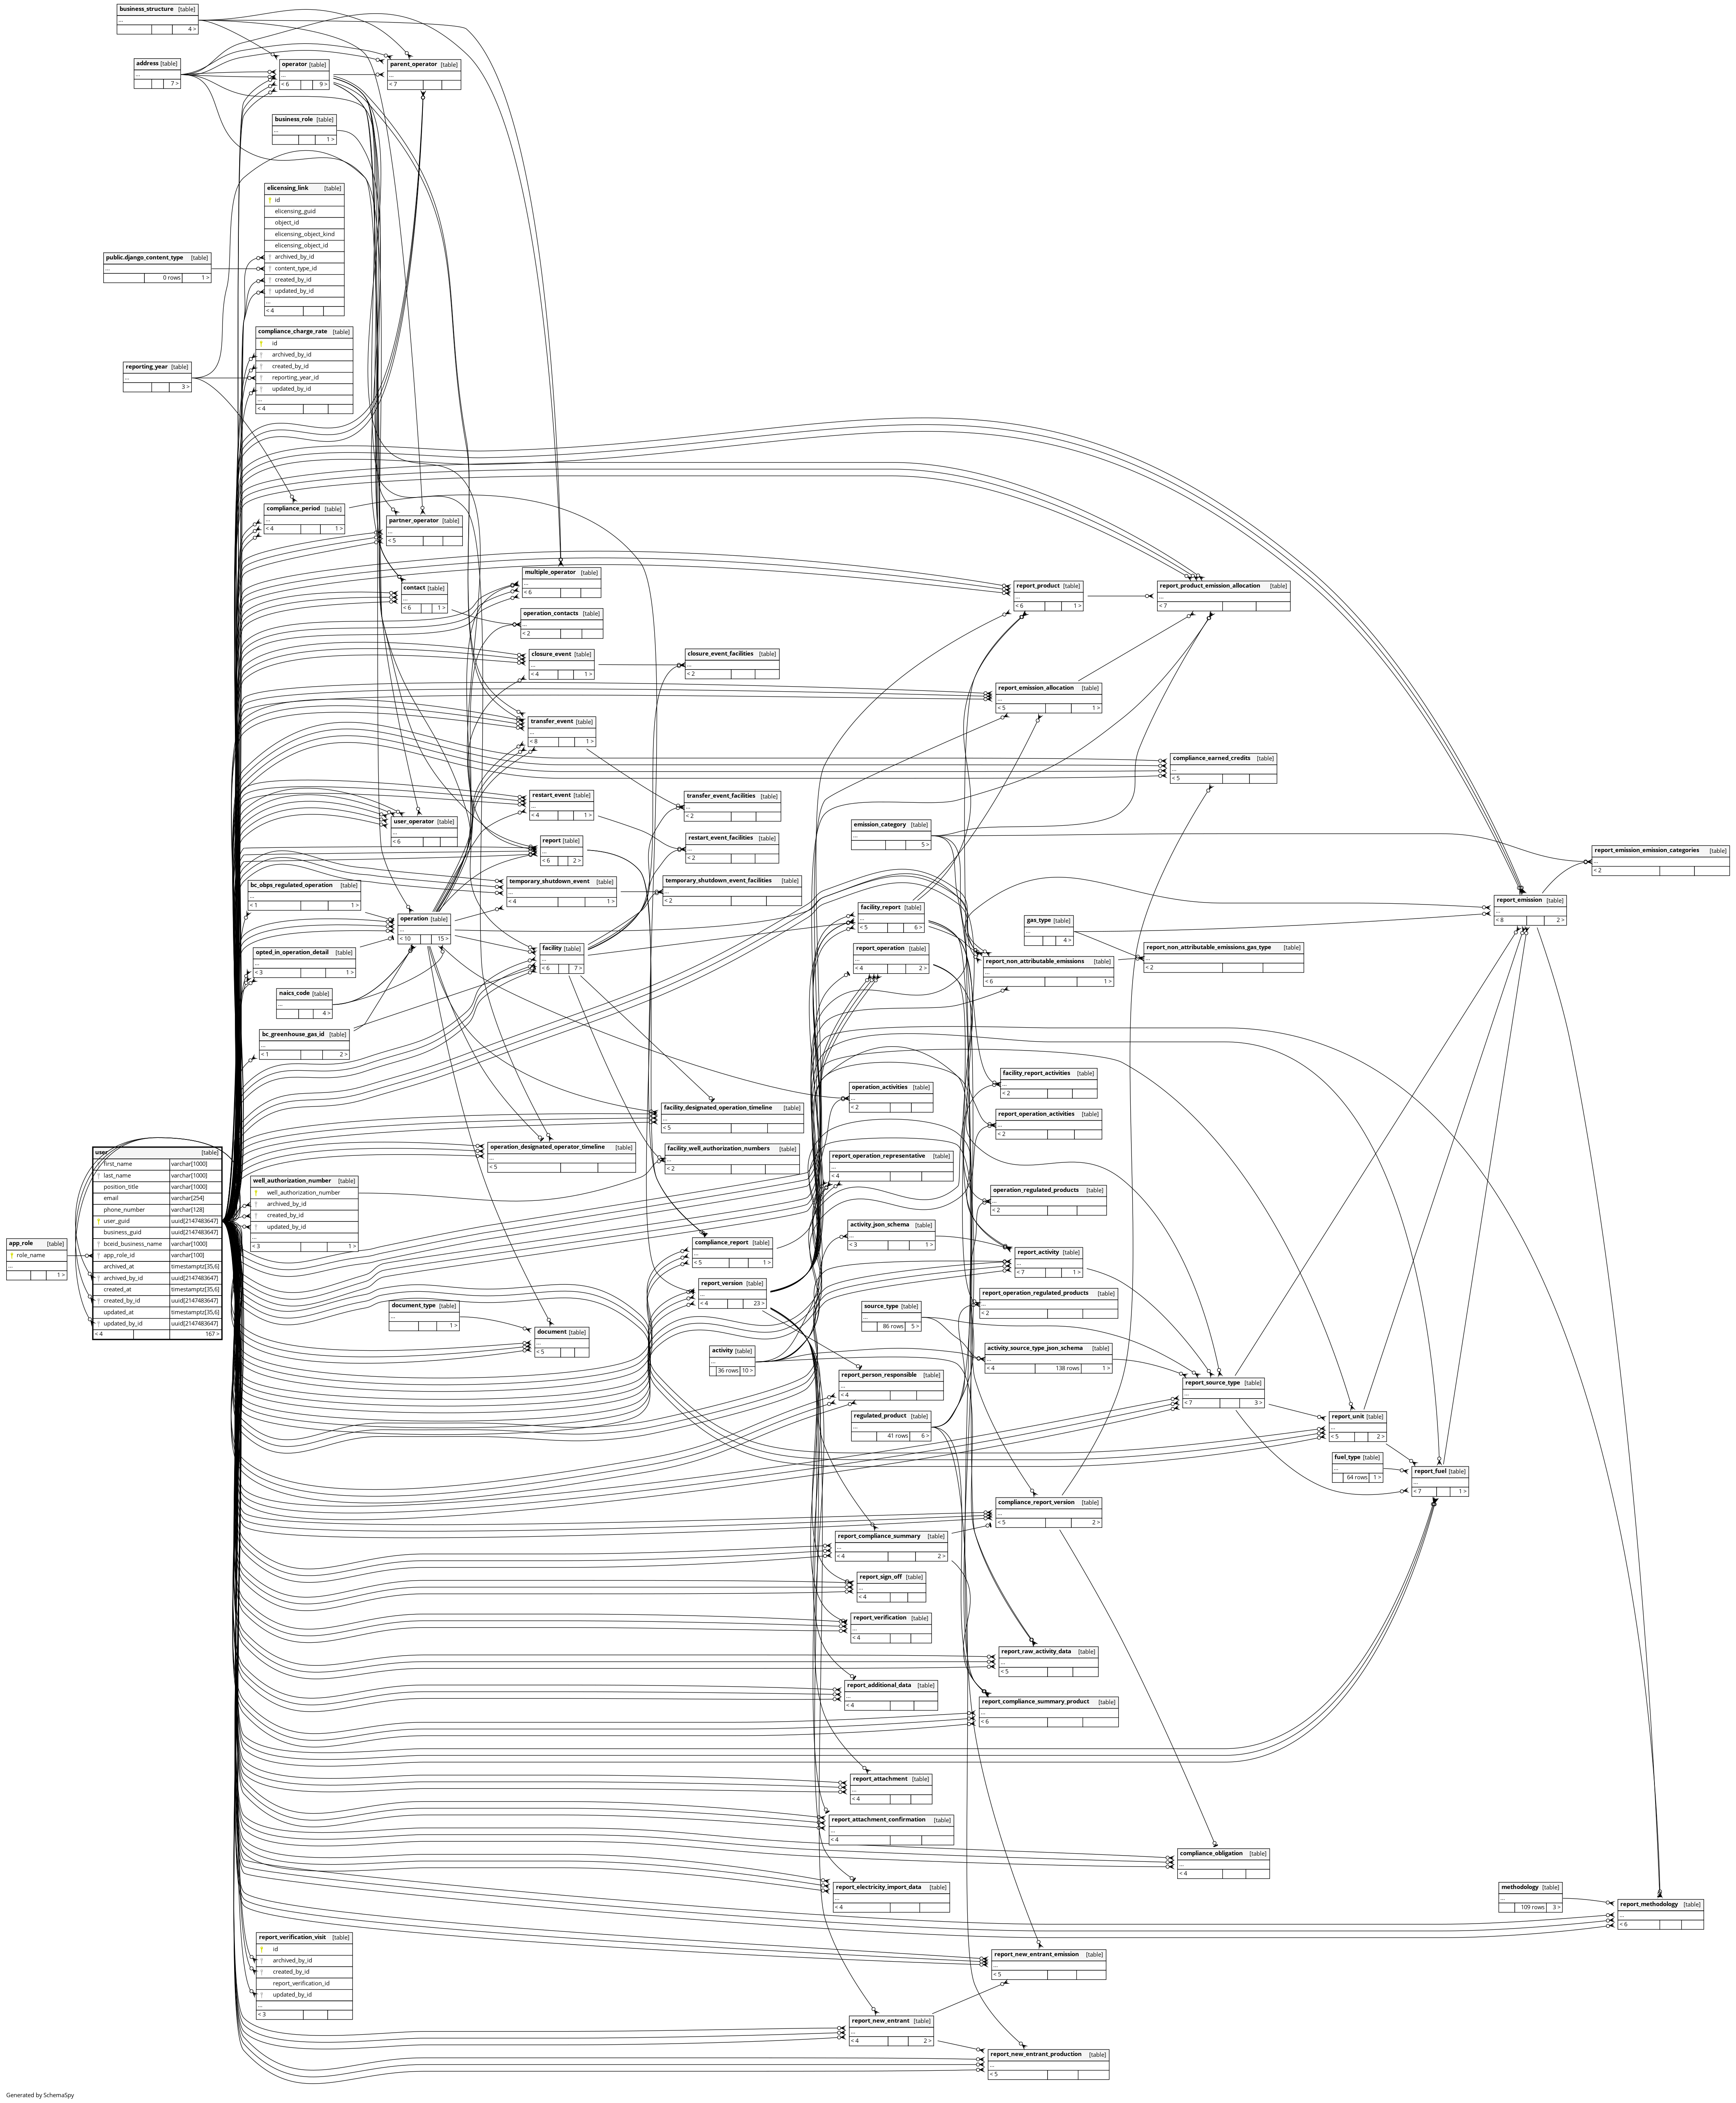 business_structure [table]
...
4 >
address [table]
...
7 >
operator [table]
...
< 6 9 >
parent_operator [table]
...
< 7
business_role [table]
...
1 >
elicensing_link [table]
id
elicensing_guid
object_id
elicensing_object_kind
elicensing_object_id
archived_by_id
content_type_id
created_by_id
updated_by_id
...
< 4
public.django_content_type [table]
...
0 rows 1 >
compliance_charge_rate [table]
id
archived_by_id
created_by_id
reporting_year_id
updated_by_id
...
< 4
reporting_year [table]
...
3 >
compliance_period [table]
...
< 4 1 >
partner_operator [table]
...
< 5
contact [table]
...
< 6 1 >
multiple_operator [table]
...
< 6
operation_contacts [table]
...
< 2
report_product [table]
...
< 6 1 >
report_product_emission_allocation [table]
...
< 7
closure_event [table]
...
< 4 1 >
closure_event_facilities [table]
...
< 2
report_emission_allocation [table]
...
< 5 1 >
transfer_event [table]
...
< 8 1 >
compliance_earned_credits [table]
...
< 5
restart_event [table]
...
< 4 1 >
transfer_event_facilities [table]
...
< 2
user_operator [table]
...
< 6
report [table]
...
< 6 2 >
restart_event_facilities [table]
...
< 2
emission_category [table]
...
5 >
report_emission_emission_categories [table]
...
< 2
bc_obps_regulated_operation [table]
...
< 1 1 >
temporary_shutdown_event [table]
...
< 4 1 >
temporary_shutdown_event_facilities [table]
...
< 2
report_emission [table]
...
< 8 2 >
operation [table]
...
< 10 15 >
facility_report [table]
...
< 5 6 >
gas_type [table]
...
4 >
opted_in_operation_detail [table]
...
< 3 1 >
facility [table]
...
< 6 7 >
report_operation [table]
...
< 4 2 >
report_non_attributable_emissions [table]
...
< 6 1 >
report_non_attributable_emissions_gas_type [table]
...
< 2
naics_code [table]
...
4 >
bc_greenhouse_gas_id [table]
...
< 1 2 >
facility_report_activities [table]
...
< 2
operation_activities [table]
...
< 2
facility_designated_operation_timeline [table]
...
< 5
report_operation_activities [table]
...
< 2
operation_designated_operator_timeline [table]
...
< 5
facility_well_authorization_numbers [table]
...
< 2
report_operation_representative [table]
...
< 4
user [table]
first_name varchar[1000]
last_name varchar[1000]
position_title varchar[1000]
email varchar[254]
phone_number varchar[128]
user_guid uuid[2147483647]
business_guid uuid[2147483647]
bceid_business_name varchar[1000]
app_role_id varchar[100]
archived_at timestamptz[35,6]
archived_by_id uuid[2147483647]
created_at timestamptz[35,6]
created_by_id uuid[2147483647]
updated_at timestamptz[35,6]
updated_by_id uuid[2147483647]
< 4 167 >
well_authorization_number [table]
well_authorization_number
archived_by_id
created_by_id
updated_by_id
...
< 3 1 >
app_role [table]
role_name
...
1 >
operation_regulated_products [table]
...
< 2
activity_json_schema [table]
...
< 3 1 >
compliance_report [table]
...
< 5 1 >
report_activity [table]
...
< 7 1 >
report_version [table]
...
< 4 23 >
report_operation_regulated_products [table]
...
< 2
document_type [table]
...
1 >
source_type [table]
...
86 rows 5 >
document [table]
...
< 5
activity [table]
...
36 rows 10 >
activity_source_type_json_schema [table]
...
< 4 138 rows 1 >
report_person_responsible [table]
...
< 4
report_source_type [table]
...
< 7 3 >
regulated_product [table]
...
41 rows 6 >
report_unit [table]
...
< 5 2 >
fuel_type [table]
...
64 rows 1 >
report_fuel [table]
...
< 7 1 >
compliance_report_version [table]
...
< 5 2 >
report_compliance_summary [table]
...
< 4 2 >
report_sign_off [table]
...
< 4
report_verification [table]
...
< 4
report_raw_activity_data [table]
...
< 5
report_additional_data [table]
...
< 4
report_compliance_summary_product [table]
...
< 6
report_attachment [table]
...
< 4
report_attachment_confirmation [table]
...
< 4
compliance_obligation [table]
...
< 4
report_electricity_import_data [table]
...
< 4
methodology [table]
...
109 rows 3 >
report_methodology [table]
...
< 6
report_verification_visit [table]
id
archived_by_id
created_by_id
report_verification_id
updated_by_id
...
< 3
report_new_entrant_emission [table]
...
< 5
report_new_entrant [table]
...
< 4 2 >
report_new_entrant_production [table]
...
< 5
Generated by SchemaSpy